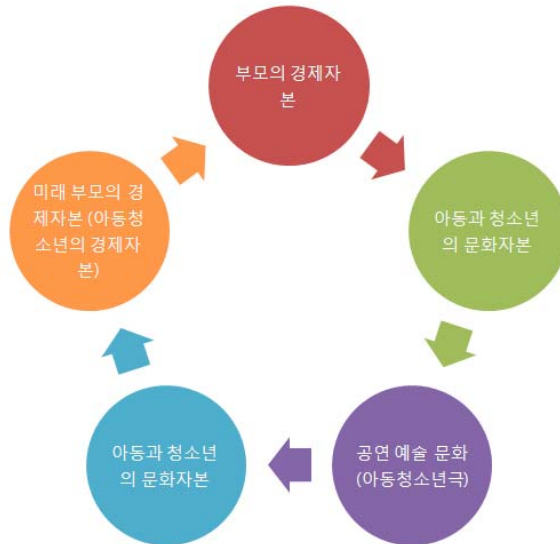 부모의 경제자
본
아동과 청소년
의 문화자본
공연 예술 문화
(아동청소년극)
아동과 청소년
의 문화자본
미래 부모의 경
제자본 (아동청
소년의 경제자
본)